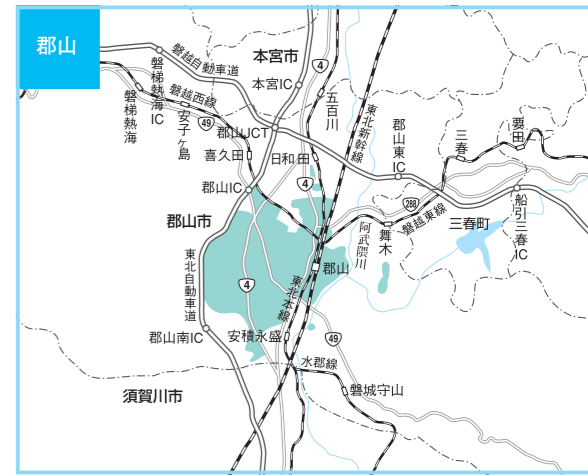 郡山
本宮市
磐越自動車道
磐梯熱海IC
本宮IC
4
磐梯熱海
磐越西線
安子ヶ島
49
五百川
東北新幹線
郡山JCT
喜久田
日和田
郡山東IC
三春
要田
郡山IC
4
288
船引三春IC
郡山市
阿武隈川
舞木
磐越東線
三春町
東北自動車道
郡山
4
東北本線
郡山南IC
安積永盛
49
水郡線
須賀川市
磐城守山